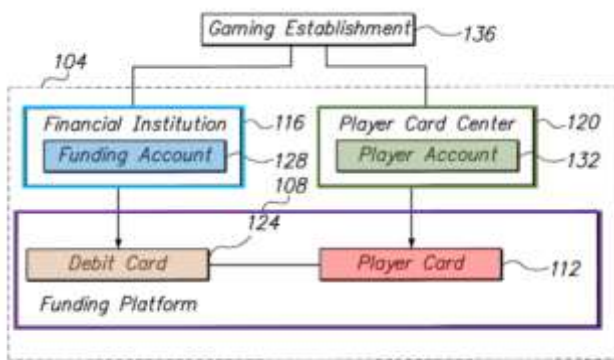 Gaming Establishment
136
104
Financial Institution
116
Player Card Center
120
Funding Account
128
Player Account
132
108
124
Debit Card
Player Card
112
Funding Platform